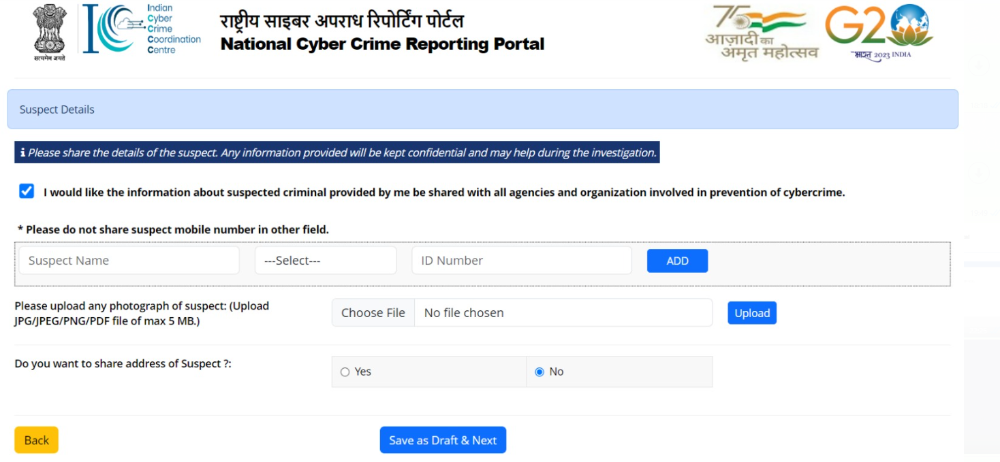 सत्यमेव जयते
Indian
Cyber
Crime
Coordination
Centre
राष्ट्रीय साइबर अपराध रिपोर्टिंग पोर्टल
National Cyber Crime Reporting Portal
75
आज़ादी का
अमृत महोत्सव
G20
भारत 2023 INDIA
Suspect Details
i Please share the details of the suspect. Any information provided will be kept confidential and may help during the investigation.
I would like the information about suspected criminal provided by me be shared with all agencies and organization involved in prevention of cybercrime.
* Please do not share suspect mobile number in other field.
Suspect Name ---Select--- ID Number ADD
Please upload any photograph of suspect: (Upload
JPG/JPEG/PNG/PDF file of max 5 MB.)
Choose File No file chosen Upload
Do you want to share address of Suspect ?:
Yes No
Back Save as Draft & Next